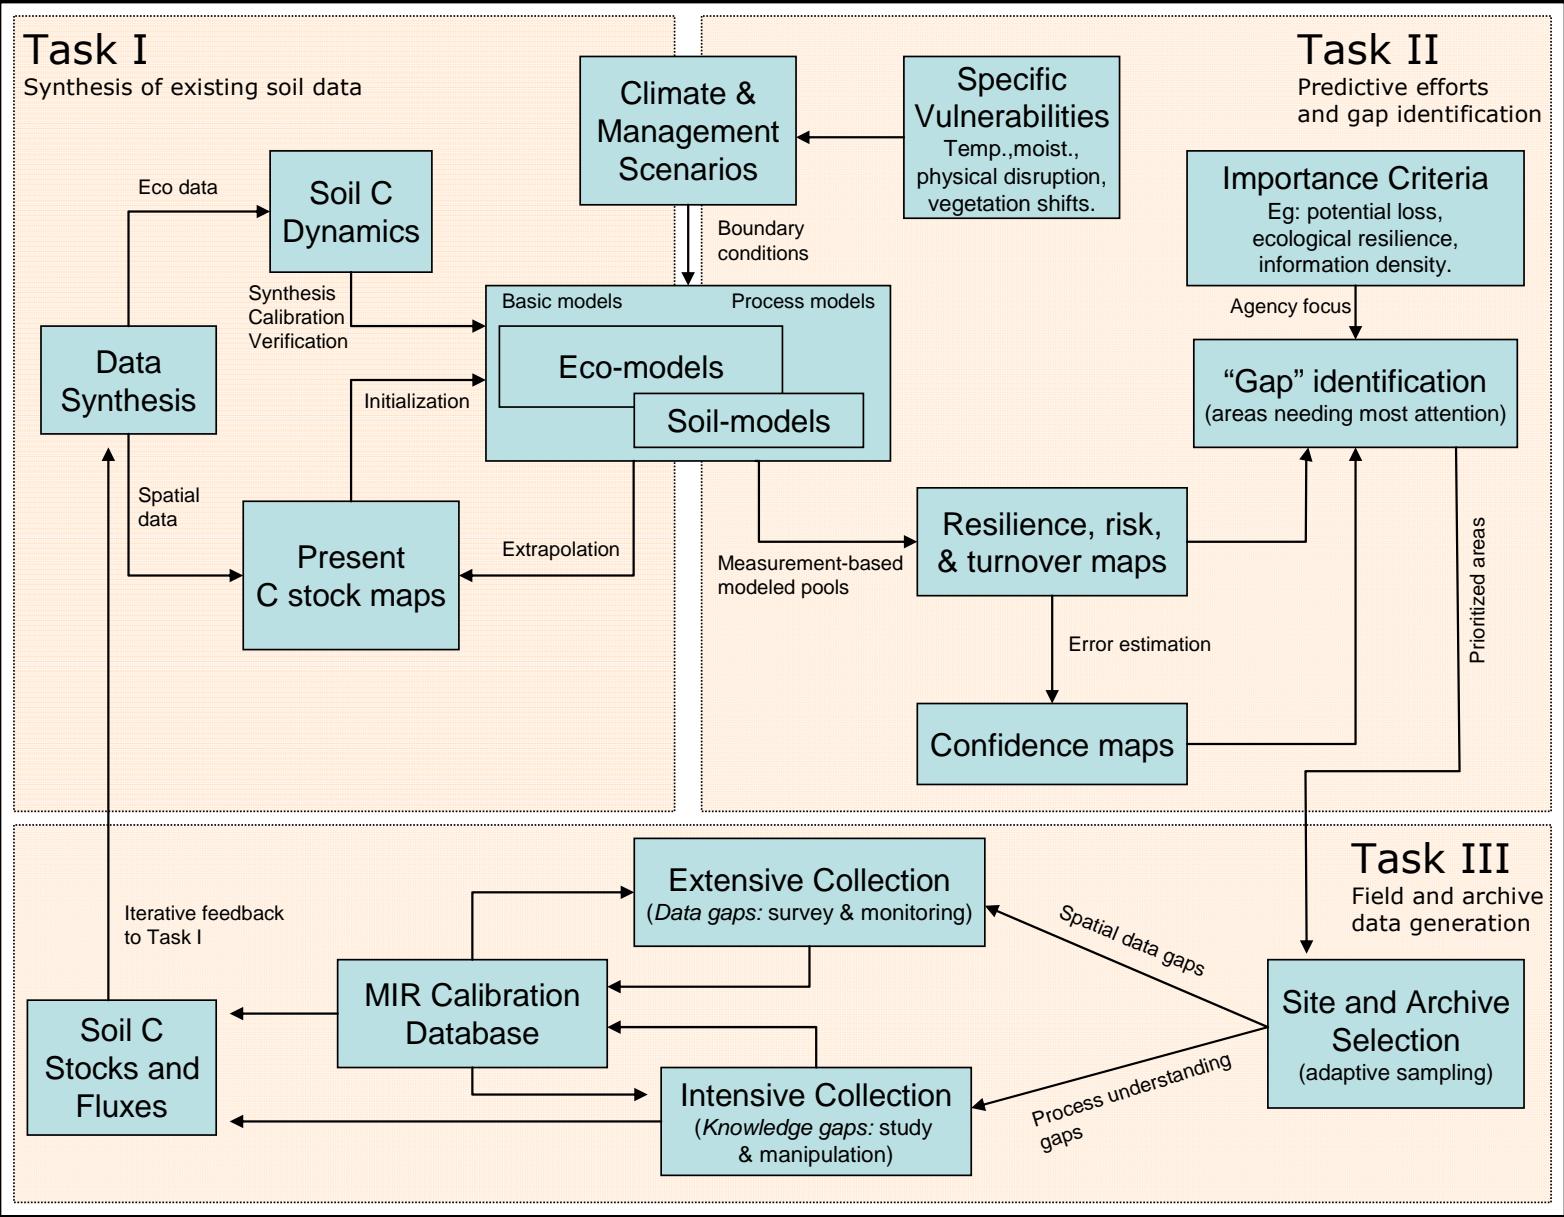 Task I
Synthesis of existing soil data
Task II
Predictive efforts
and gap identification
Climate &
Management
Scenarios
Specific
Vulnerabilities
Temp.,moist.,
physical disruption,
vegetation shifts.
Importance Criteria
Eg: potential loss,
ecological resilience,
information density.
Eco data
Soil C
Dynamics
Boundary
conditions
Synthesis
Calibration
Verification
Agency focus
Basic models
Process models
Eco-models
Soil-models
Data
Synthesis
Initialization
"Gap" identification
(areas needing most attention)
Spatial
data
Present
C stock maps
Extrapolation
Measurement-based
modeled pools
Resilience, risk,
& turnover maps
Prioritized areas
Error estimation
Confidence maps
Task III
Field and archive
data generation
Extensive Collection
(Data gaps: survey & monitoring)
Iterative feedback
to Task I
Spatial data gaps
MIR Calibration
Database
Site and Archive
Selection
(adaptive sampling)
Soil C
Stocks and
Fluxes
Intensive Collection
(Knowledge gaps: study
& manipulation)
Process understanding
gaps